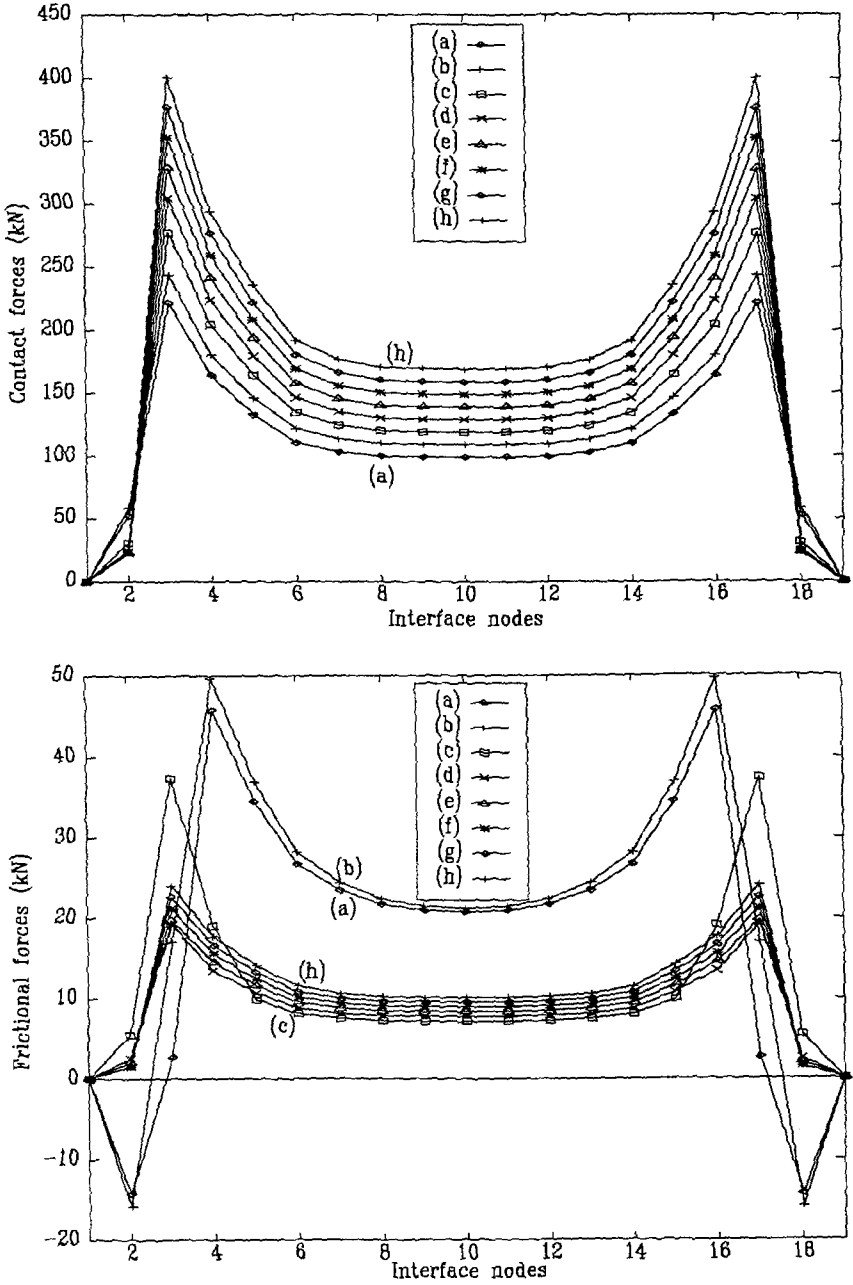 450
400
350
300
250
200
150
100
50
0
Contact forces (kN)
(a)
(b)
(c)
(d)
(e)
(f)
(g)
(h)
(h)
(a)
2 4 6 8 10 12 14 16 18
Interface nodes
50
40
30
20
10
0
-10
-20
Frictional forces (kN)
(a)
(b)
(c)
(d)
(e)
(f)
(g)
(h)
(b)
(a)
(h)
(c)
2 4 6 8 10 12 14 16 18
Interface nodes